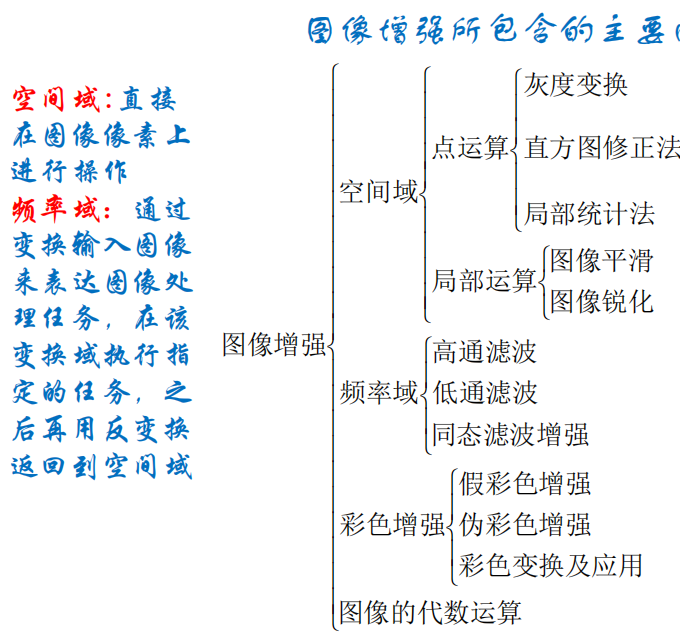 图像增强所包含的主要
空间域:直接
在图像像素上
进行操作
频率域：通过
变换输入图像
来表达图像处
理任务，在该
变换域执行指
定的任务，之
后再用反变换
返回到空间域
图像增强
空间域
点运算
灰度变换
直方图修正法
局部统计法
局部运算
图像平滑
图像锐化
频率域
高通滤波
低通滤波
同态滤波增强
彩色增强
假彩色增强
伪彩色增强
彩色变换及应用
图像的代数运算